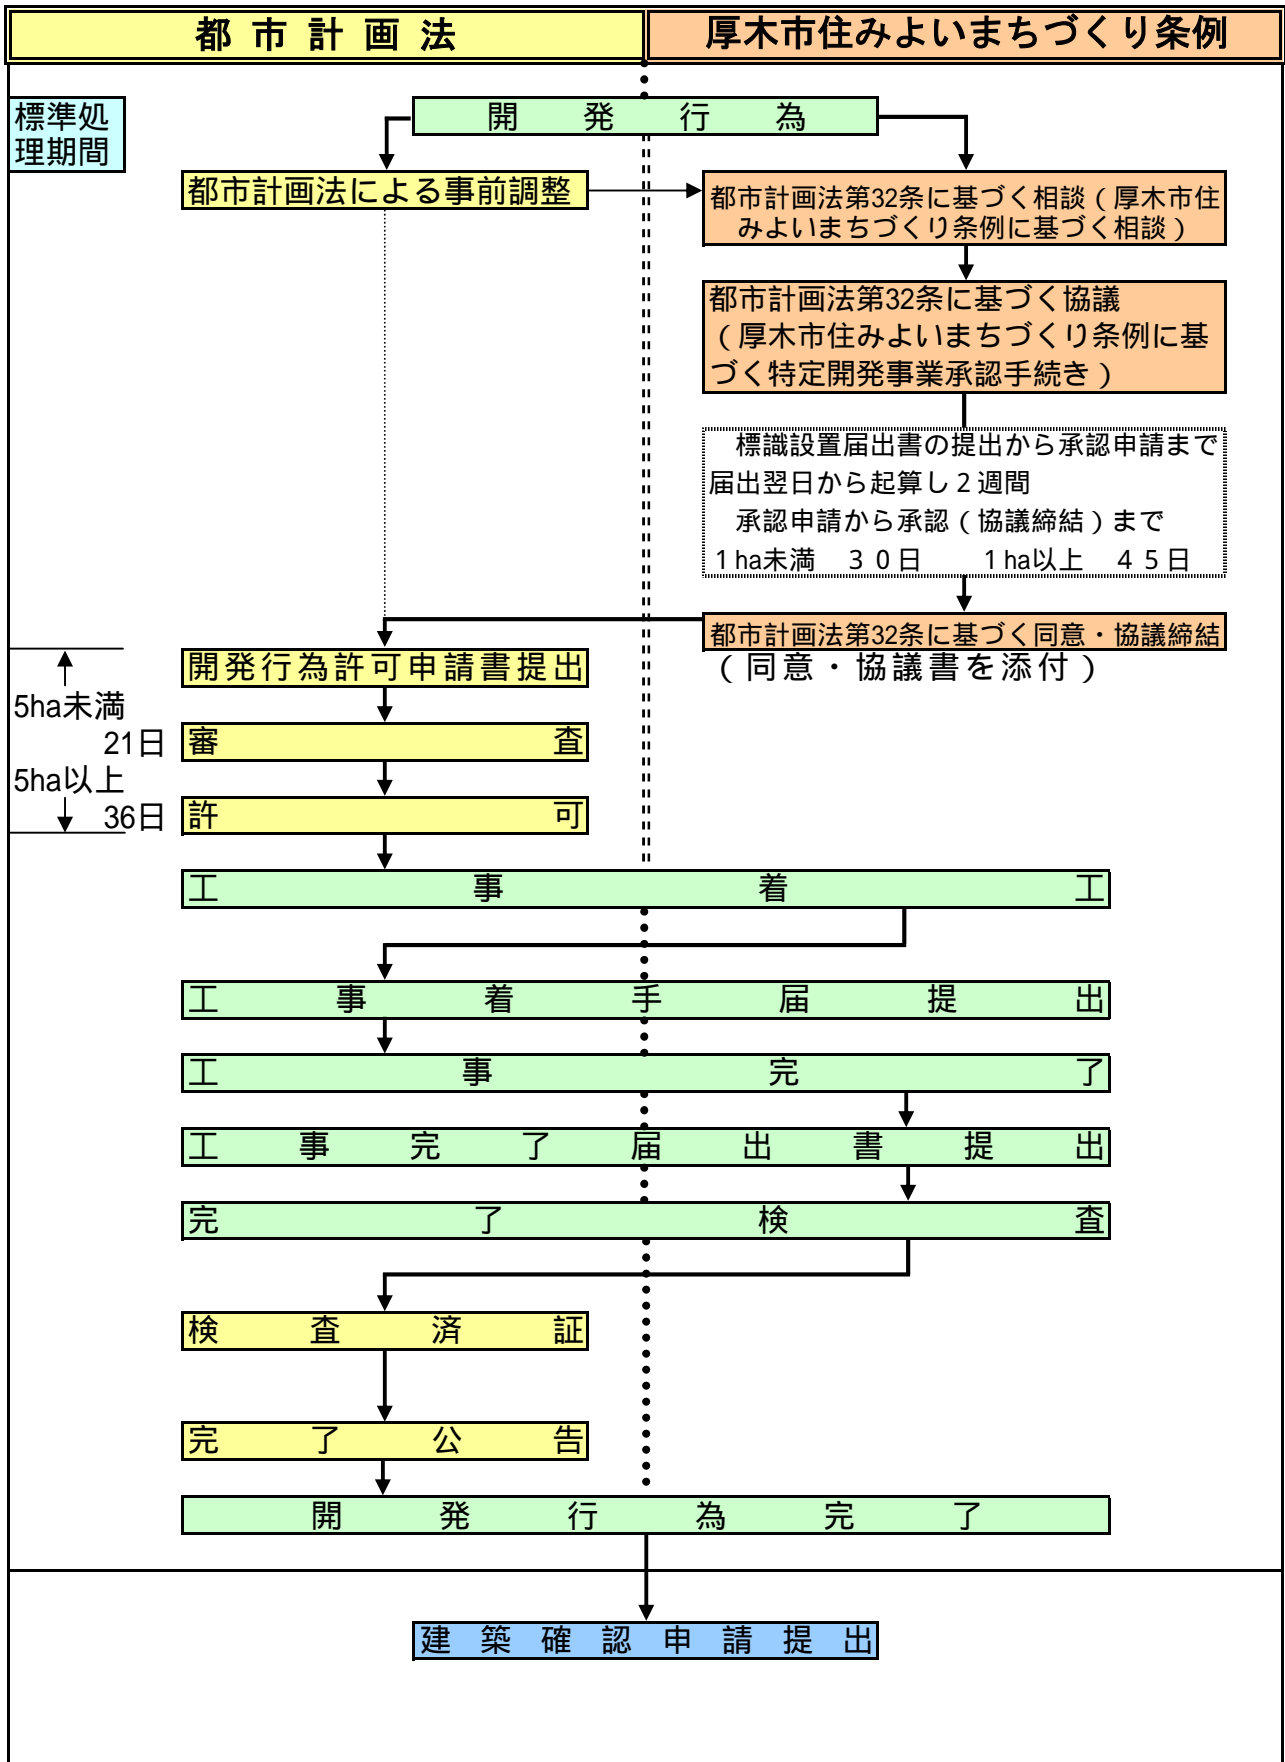 都市計画法
厚木市住みよいまちづくり条例
標準処
理期間
開発行為
都市計画法による事前調整
都市計画法第32条に基づく相談（厚木市住
みよいまちづくり条例に基づく相談）
都市計画法第32条に基づく協議
（厚木市住みよいまちづくり条例に基
づく特定開発事業承認手続き）
標識設置届出書の提出から承認申請まで
届出翌日から起算し２週間
承認申請から承認（協議締結）まで
１ha未満　３０日　１ha以上　４５日
都市計画法第32条に基づく同意・協議締結
（同意・協議書を添付）
開発行為許可申請書提出
5ha未満
21日
審査
5ha以上
36日
許可
工事着工
工事着手届提出
工事完了
工事完了届出書提出
完了検査
検査済証
完了公告
開発行為完了
建築確認申請提出